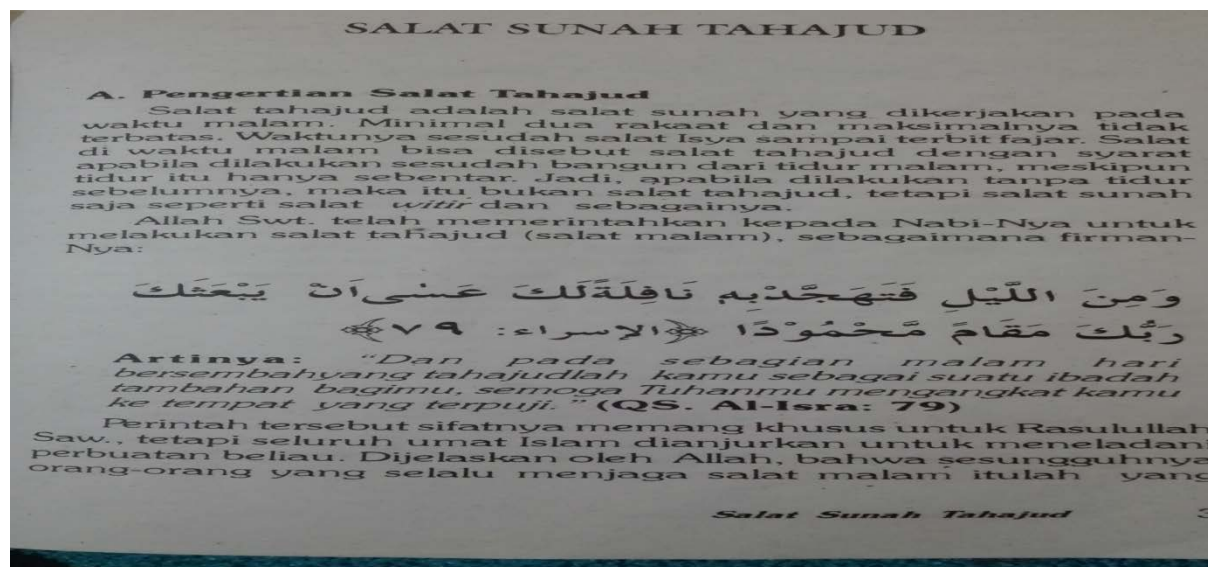 SALAT SUNAH TAHAJUD
A. Pengertian Salat Tahajud
Salat tahajud adalah salat sunah yang dikerjakan pada
waktu malam. Minimal dua rakaat dan maksimalnya tidak
terbatas. Waktunya sesudah salat Isya sampai terbit fajar. Salat
di waktu malam bisa disebut salat tahajud dengan syarat
apabila dilakukan sesudah bangun dari tidur malam, meskipun
tidur itu hanya sebentar. Jadi, apabila dilakukan tanpa tidur
sebelumnya, maka itu bukan salat tahajud, tetapi salat sunah
saja seperti salat witir dan sebagainya.
Allah Swt. telah memerintahkan kepada Nabi-Nya untuk
melakukan salat tahajud (salat malam), sebagaimana firman-
Nya:
وَمِنَ اللَّيْلِ فَتَهَجَّدْبِهِ نَافِلَةً لَكَ عَسٰى اَنْ يَبْعَثَكَ
رَبُّكَ مَقَامً مَّحْمُوْدًا ﴿الإسراء: ٧٩﴾
Artinya: "Dan pada sebagian malam hari
bersembahyang tahajudlah kamu sebagai suatu ibadah
tambahan bagimu, semoga Tuhanmu mengangkat kamu
ke tempat yang terpuji." (QS. Al-Isra: 79)
Perintah tersebut sifatnya memang khusus untuk Rasulullah
Saw., tetapi seluruh umat Islam dianjurkan untuk meneladani
perbuatan beliau. Dijelaskan oleh Allah, bahwa sesungguhnya
orang-orang yang selalu menjaga salat malam itulah yang
Salat Sunah Tahajud